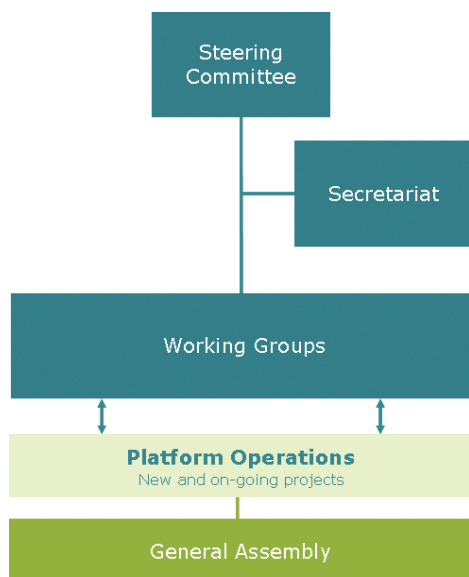 Steering
Committee
Secretariat
Working Groups
Platform Operations
New and on-going projects
General Assembly